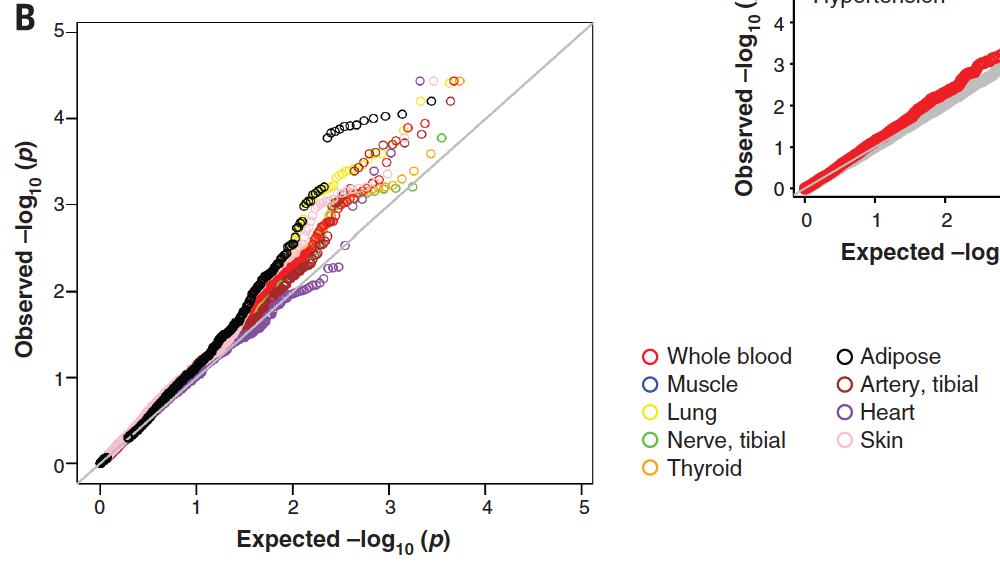 B
5
4
3
2
1
0
Observed –log10 (p)
0 1 2 3 4 5
Expected –log10 (p)
Hypertension
4
3
2
1
0
Observed –log10 (
0 1 2
Expected –log
Whole blood
Muscle
Lung
Nerve, tibial
Thyroid
Adipose
Artery, tibial
Heart
Skin